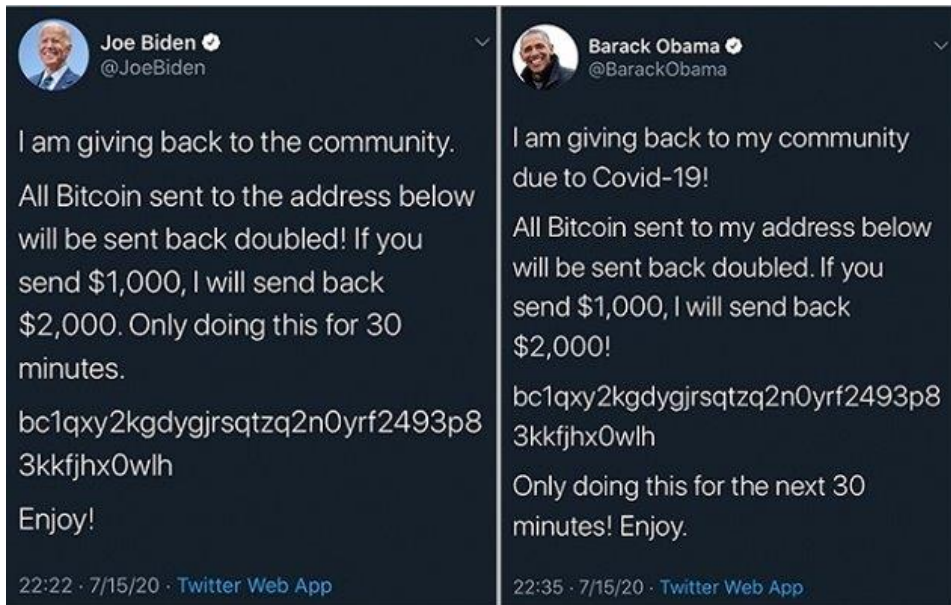 Joe Biden
@JoeBiden
I am giving back to the community.
All Bitcoin sent to the address below
will be sent back doubled! If you
send $1,000, I will send back
$2,000. Only doing this for 30
minutes.
bc1qxy2kgdygjrsqtzq2n0yrf2493p8
3kkfjhx0wlh
Enjoy!
22:22 · 7/15/20 · Twitter Web App
Barack Obama
@BarackObama
I am giving back to my community
due to Covid-19!
All Bitcoin sent to my address below
will be sent back doubled. If you
send $1,000, I will send back
$2,000!
bc1qxy2kgdygjrsqtzq2n0yrf2493p8
3kkfjhx0wlh
Only doing this for the next 30
minutes! Enjoy.
22:35 · 7/15/20 · Twitter Web App